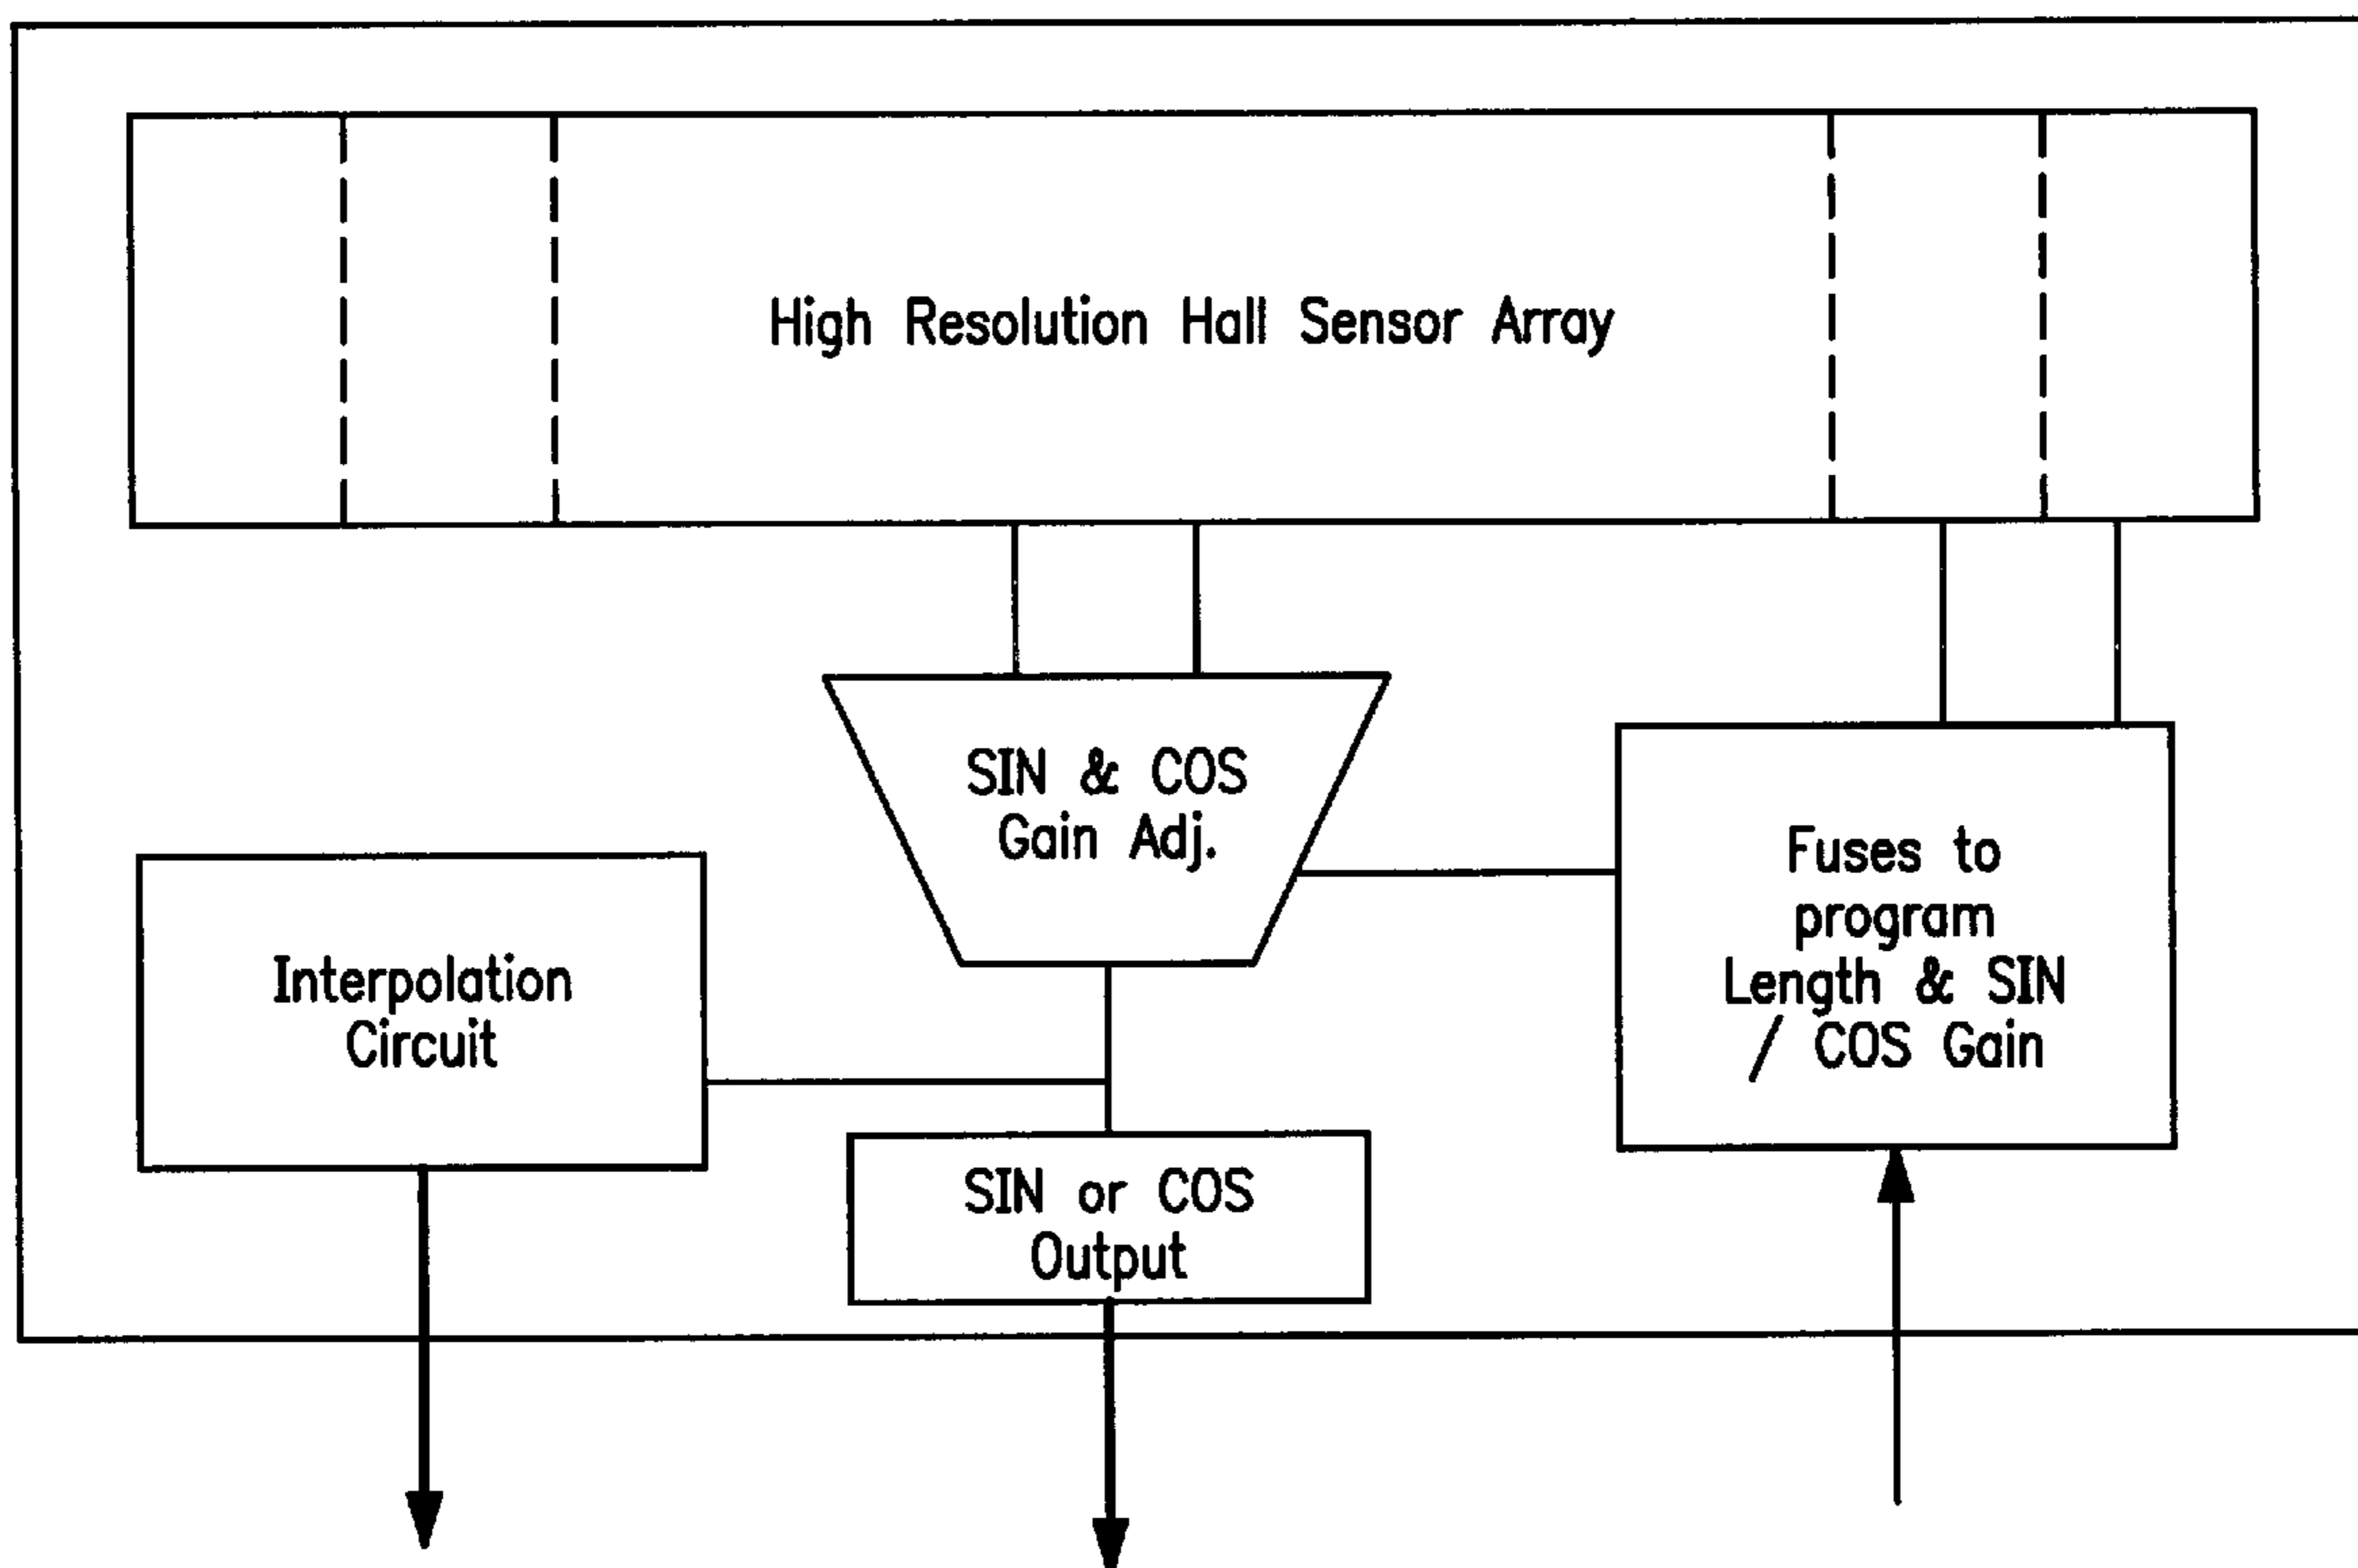 High Resolution Hall Sensor Array
SIN & COS
Gain Adj.
Fuses to
program
Length & SIN
/ COS Gain
Interpolation
Circuit
SIN or COS
Output